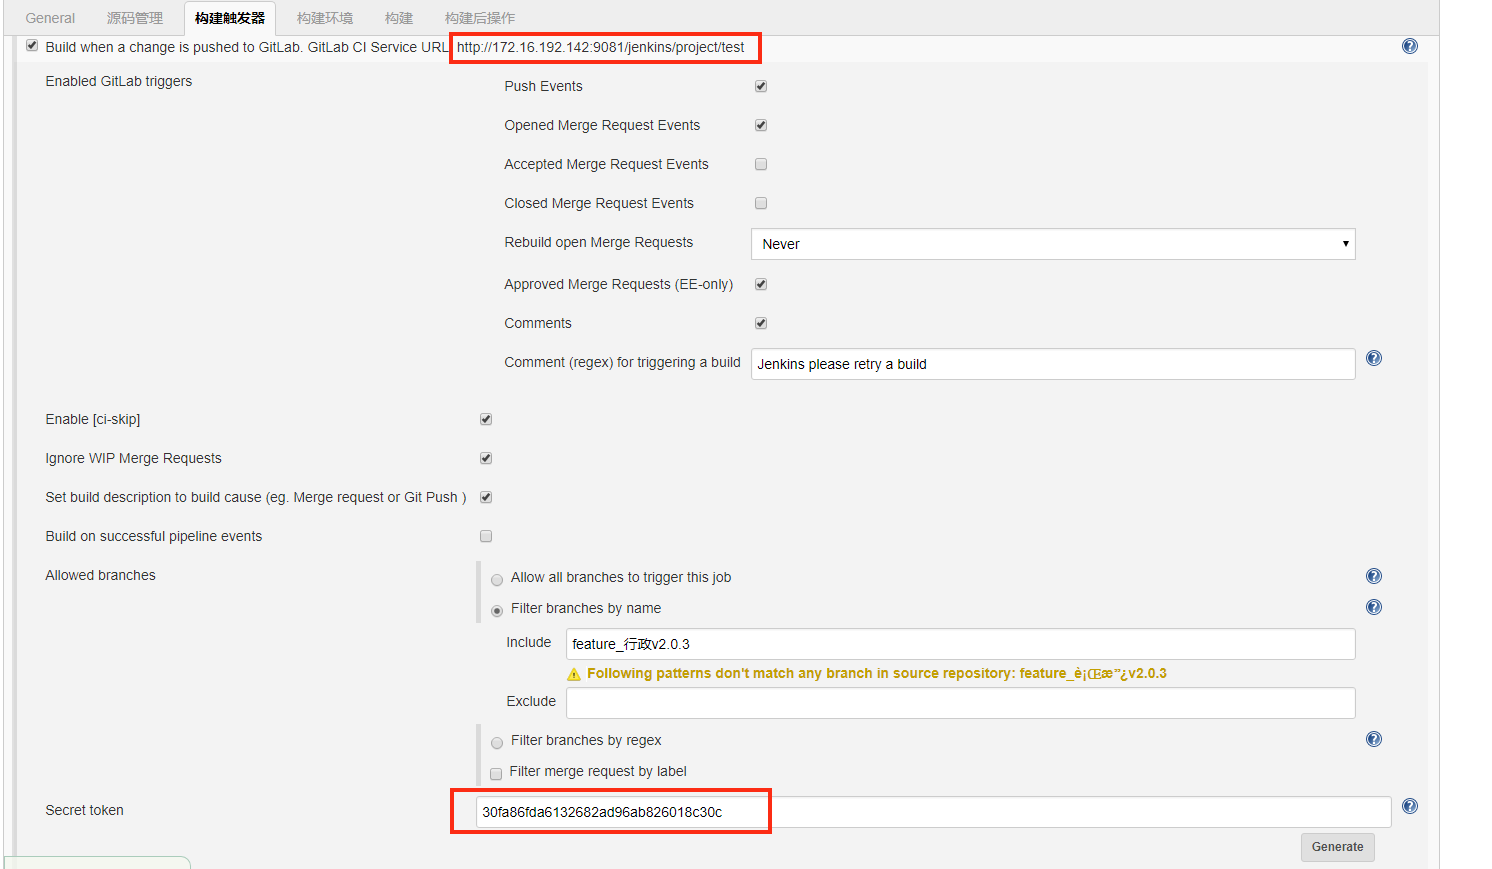 General 源码管理 构建触发器 构建环境 构建 构建后操作
Build when a change is pushed to GitLab. GitLab CI Service URL: http://172.16.192.142:9081/jenkins/project/test
Enabled GitLab triggers
Push Events
Opened Merge Request Events
Accepted Merge Request Events
Closed Merge Request Events
Rebuild open Merge Requests Never
Approved Merge Requests (EE-only)
Comments
Comment (regex) for triggering a build Jenkins please retry a build
Enable [ci-skip]
Ignore WIP Merge Requests
Set build description to build cause (eg. Merge request or Git Push )
Build on successful pipeline events
Allowed branches
Allow all branches to trigger this job
Filter branches by name
Include feature_行政v2.0.3
Following patterns don't match any branch in source repository: feature_è¡Œæ”¿v2.0.3
Exclude
Filter branches by regex
Filter merge request by label
Secret token 30fa86fda6132682ad96ab826018c30c
Generate